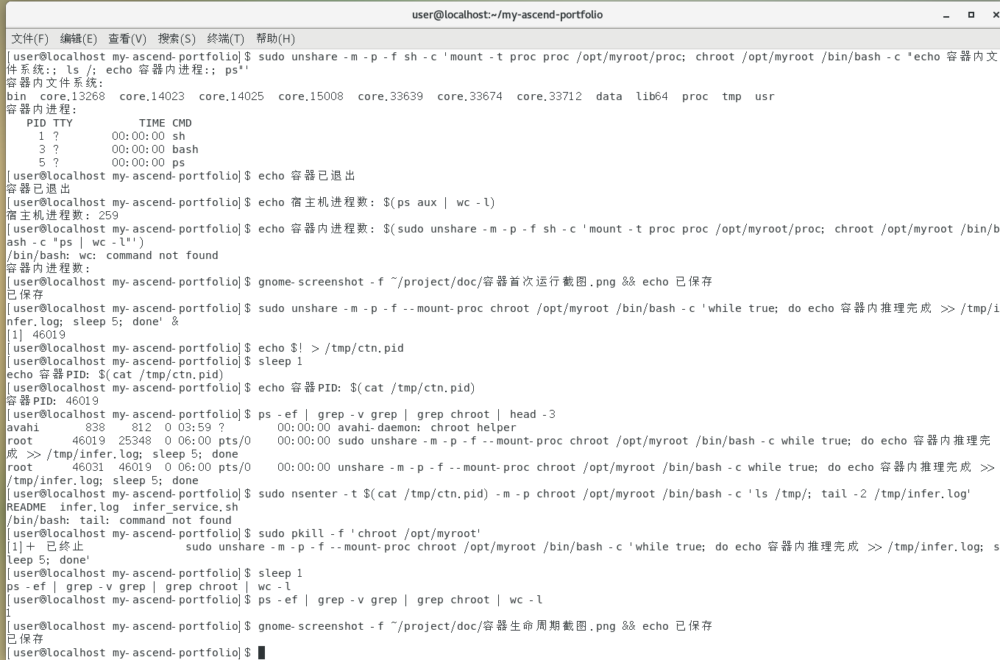 user@localhost:~/my-ascend-portfolio
文件(F) 编辑(E) 查看(V) 搜索(S) 终端(T) 帮助(H)
[user@localhost my-ascend-portfolio]$ sudo unshare -m -p -f sh -c 'mount -t proc proc /opt/myroot/proc; chroot /opt/myroot /bin/bash -c "echo 容器内文
件系统:; ls /; echo 容器内进程:; ps"'
容器内文件系统:
bin  core.13268  core.14023  core.14025  core.15008  core.33639  core.33674  core.33712  data  lib64  proc  tmp  usr
容器内进程:
   PID TTY          TIME CMD
     1 ?        00:00:00 sh
     3 ?        00:00:00 bash
     5 ?        00:00:00 ps
[user@localhost my-ascend-portfolio]$ echo 容器已退出
容器已退出
[user@localhost my-ascend-portfolio]$ echo 宿主机进程数: $(ps aux | wc -l)
宿主机进程数: 259
[user@localhost my-ascend-portfolio]$ echo 容器内进程数: $(sudo unshare -m -p -f sh -c 'mount -t proc proc /opt/myroot/proc; chroot /opt/myroot /bin/b
ash -c "ps | wc -l"')
/bin/bash: wc: command not found
容器内进程数:
[user@localhost my-ascend-portfolio]$ gnome-screenshot -f ~/project/doc/容器首次运行截图.png && echo 已保存
已保存
[user@localhost my-ascend-portfolio]$ sudo unshare -m -p -f --mount-proc chroot /opt/myroot /bin/bash -c 'while true; do echo 容器内推理完成 >> /tmp/i
nfer.log; sleep 5; done' &
[1] 46019
[user@localhost my-ascend-portfolio]$ echo $! > /tmp/ctn.pid
[user@localhost my-ascend-portfolio]$ sleep 1
echo 容器PID: $(cat /tmp/ctn.pid)
[user@localhost my-ascend-portfolio]$ echo 容器PID: $(cat /tmp/ctn.pid)
容器PID: 46019
[user@localhost my-ascend-portfolio]$ ps -ef | grep -v grep | grep chroot | head -3
avahi       838    812  0 03:59 ?        00:00:00 avahi-daemon: chroot helper
root      46019  25348  0 06:00 pts/0    00:00:00 sudo unshare -m -p -f --mount-proc chroot /opt/myroot /bin/bash -c while true; do echo 容器内推理完
成 >> /tmp/infer.log; sleep 5; done
root      46031  46019  0 06:00 pts/0    00:00:00 unshare -m -p -f --mount-proc chroot /opt/myroot /bin/bash -c while true; do echo 容器内推理完成 >>
/tmp/infer.log; sleep 5; done
[user@localhost my-ascend-portfolio]$ sudo nsenter -t $(cat /tmp/ctn.pid) -m -p chroot /opt/myroot /bin/bash -c 'ls /tmp/; tail -2 /tmp/infer.log'
README  infer.log  infer_service.sh
/bin/bash: tail: command not found
[user@localhost my-ascend-portfolio]$ sudo pkill -f 'chroot /opt/myroot'
[1]+  已终止               sudo unshare -m -p -f --mount-proc chroot /opt/myroot /bin/bash -c 'while true; do echo 容器内推理完成 >> /tmp/infer.log; s
leep 5; done'
[user@localhost my-ascend-portfolio]$ sleep 1
ps -ef | grep -v grep | grep chroot | wc -l
[user@localhost my-ascend-portfolio]$ ps -ef | grep -v grep | grep chroot | wc -l
1
[user@localhost my-ascend-portfolio]$ gnome-screenshot -f ~/project/doc/容器生命周期截图.png && echo 已保存
已保存
[user@localhost my-ascend-portfolio]$